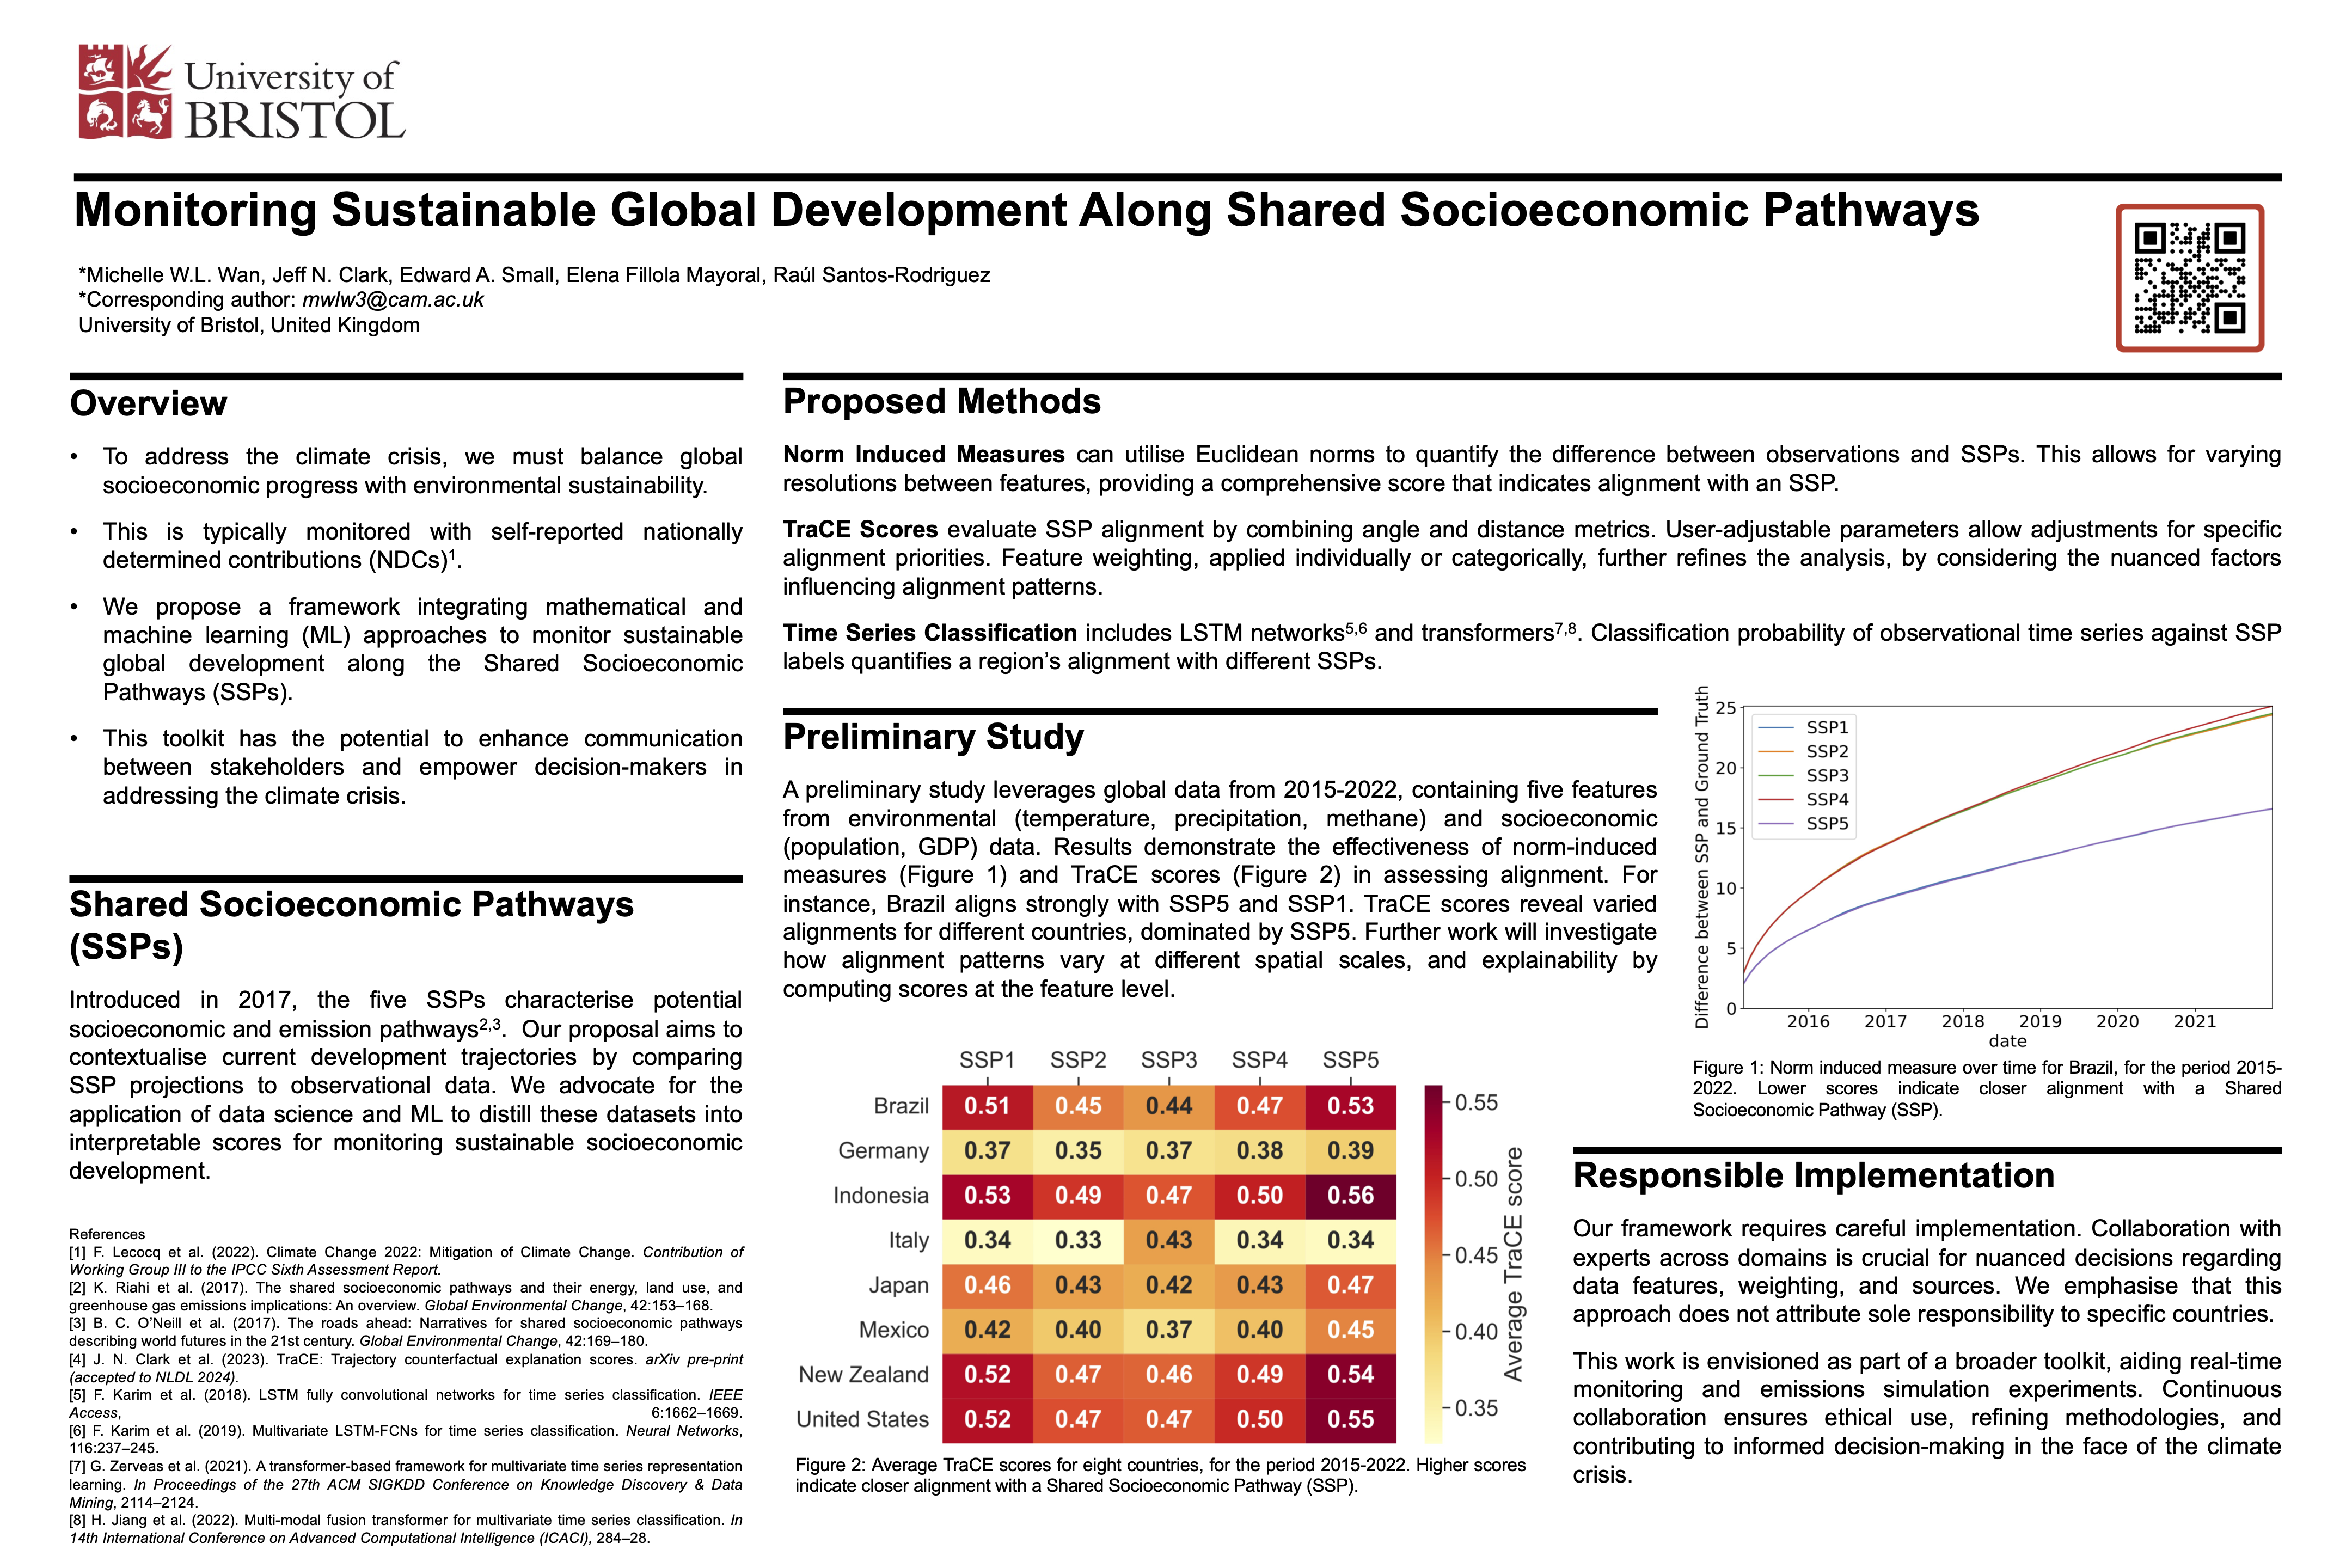 University of
BRISTOL
Monitoring Sustainable Global Development Along Shared Socioeconomic Pathways
*Michelle W.L. Wan, Jeff N. Clark, Edward A. Small, Elena Fillola Mayoral, Raúl Santos-Rodriguez
*Corresponding author: mwlw3@cam.ac.uk
University of Bristol, United Kingdom
Overview
• To address the climate crisis, we must balance global
socioeconomic progress with environmental sustainability.
• This is typically monitored with self-reported nationally
determined contributions (NDCs)1.
• We propose a framework integrating mathematical and
machine learning (ML) approaches to monitor sustainable
global development along the Shared Socioeconomic
Pathways (SSPs).
• This toolkit has the potential to enhance communication
between stakeholders and empower decision-makers in
addressing the climate crisis.
Shared Socioeconomic Pathways
(SSPs)
Introduced in 2017, the five SSPs characterise potential
socioeconomic and emission pathways2,3. Our proposal aims to
contextualise current development trajectories by comparing
SSP projections to observational data. We advocate for the
application of data science and ML to distill these datasets into
interpretable scores for monitoring sustainable socioeconomic
development.
References
[1] F. Lecocq et al. (2022). Climate Change 2022: Mitigation of Climate Change. Contribution of
Working Group III to the IPCC Sixth Assessment Report.
[2] K. Riahi et al. (2017). The shared socioeconomic pathways and their energy, land use, and
greenhouse gas emissions implications: An overview. Global Environmental Change, 42:153–168.
[3] B. C. O'Neill et al. (2017). The roads ahead: Narratives for shared socioeconomic pathways
describing world futures in the 21st century. Global Environmental Change, 42:169–180.
[4] J. N. Clark et al. (2023). TraCE: Trajectory counterfactual explanation scores. arXiv pre-print
(accepted to NLDL 2024).
[5] F. Karim et al. (2018). LSTM fully convolutional networks for time series classification. IEEE
Access, 6:1662–1669.
[6] F. Karim et al. (2019). Multivariate LSTM-FCNs for time series classification. Neural Networks,
116:237–245.
[7] G. Zerveas et al. (2021). A transformer-based framework for multivariate time series representation
learning. In Proceedings of the 27th ACM SIGKDD Conference on Knowledge Discovery & Data
Mining, 2114–2124.
[8] H. Jiang et al. (2022). Multi-modal fusion transformer for multivariate time series classification. In
14th International Conference on Advanced Computational Intelligence (ICACI), 284–28.
Proposed Methods
Norm Induced Measures can utilise Euclidean norms to quantify the difference between observations and SSPs. This allows for varying
resolutions between features, providing a comprehensive score that indicates alignment with an SSP.
TraCE Scores evaluate SSP alignment by combining angle and distance metrics. User-adjustable parameters allow adjustments for specific
alignment priorities. Feature weighting, applied individually or categorically, further refines the analysis, by considering the nuanced factors
influencing alignment patterns.
Time Series Classification includes LSTM networks5,6 and transformers7,8. Classification probability of observational time series against SSP
labels quantifies a region's alignment with different SSPs.
Preliminary Study
A preliminary study leverages global data from 2015-2022, containing five features
from environmental (temperature, precipitation, methane) and socioeconomic
(population, GDP) data. Results demonstrate the effectiveness of norm-induced
measures (Figure 1) and TraCE scores (Figure 2) in assessing alignment. For
instance, Brazil aligns strongly with SSP5 and SSP1. TraCE scores reveal varied
alignments for different countries, dominated by SSP5. Further work will investigate
how alignment patterns vary at different spatial scales, and explainability by
computing scores at the feature level.
SSP1 SSP2 SSP3 SSP4 SSP5
Brazil 0.51 0.45 0.44 0.47 0.53
Germany 0.37 0.35 0.37 0.38 0.39
Indonesia 0.53 0.49 0.47 0.50 0.56
Italy 0.34 0.33 0.43 0.34 0.34
Japan 0.46 0.43 0.42 0.43 0.47
Mexico 0.42 0.40 0.37 0.40 0.45
New Zealand 0.52 0.47 0.46 0.49 0.54
United States 0.52 0.47 0.47 0.50 0.55
0.55
0.50
0.45
0.40
0.35
Average TraCE score
Figure 2: Average TraCE scores for eight countries, for the period 2015-2022. Higher scores
indicate closer alignment with a Shared Socioeconomic Pathway (SSP).
Difference between SSP and Ground Truth
25
20
15
10
5
0
SSP1
SSP2
SSP3
SSP4
SSP5
2016 2017 2018 2019 2020 2021
date
Figure 1: Norm induced measure over time for Brazil, for the period 2015-
2022. Lower scores indicate closer alignment with a Shared
Socioeconomic Pathway (SSP).
Responsible Implementation
Our framework requires careful implementation. Collaboration with
experts across domains is crucial for nuanced decisions regarding
data features, weighting, and sources. We emphasise that this
approach does not attribute sole responsibility to specific countries.
This work is envisioned as part of a broader toolkit, aiding real-time
monitoring and emissions simulation experiments. Continuous
collaboration ensures ethical use, refining methodologies, and
contributing to informed decision-making in the face of the climate
crisis.